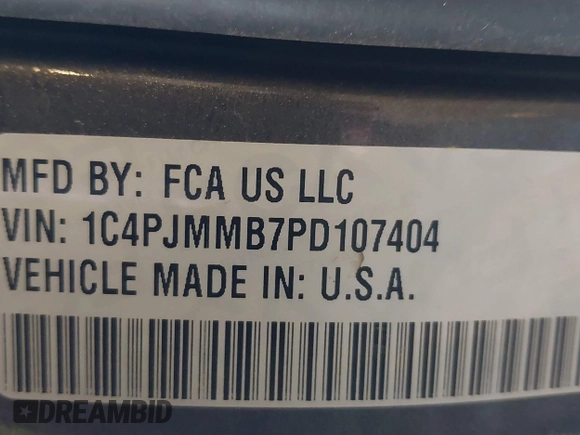 MFD BY: FCA US LLC
VIN: 1C4PJMMB7PD107404
VEHICLE MADE IN: U.S.A.
DREAMBID